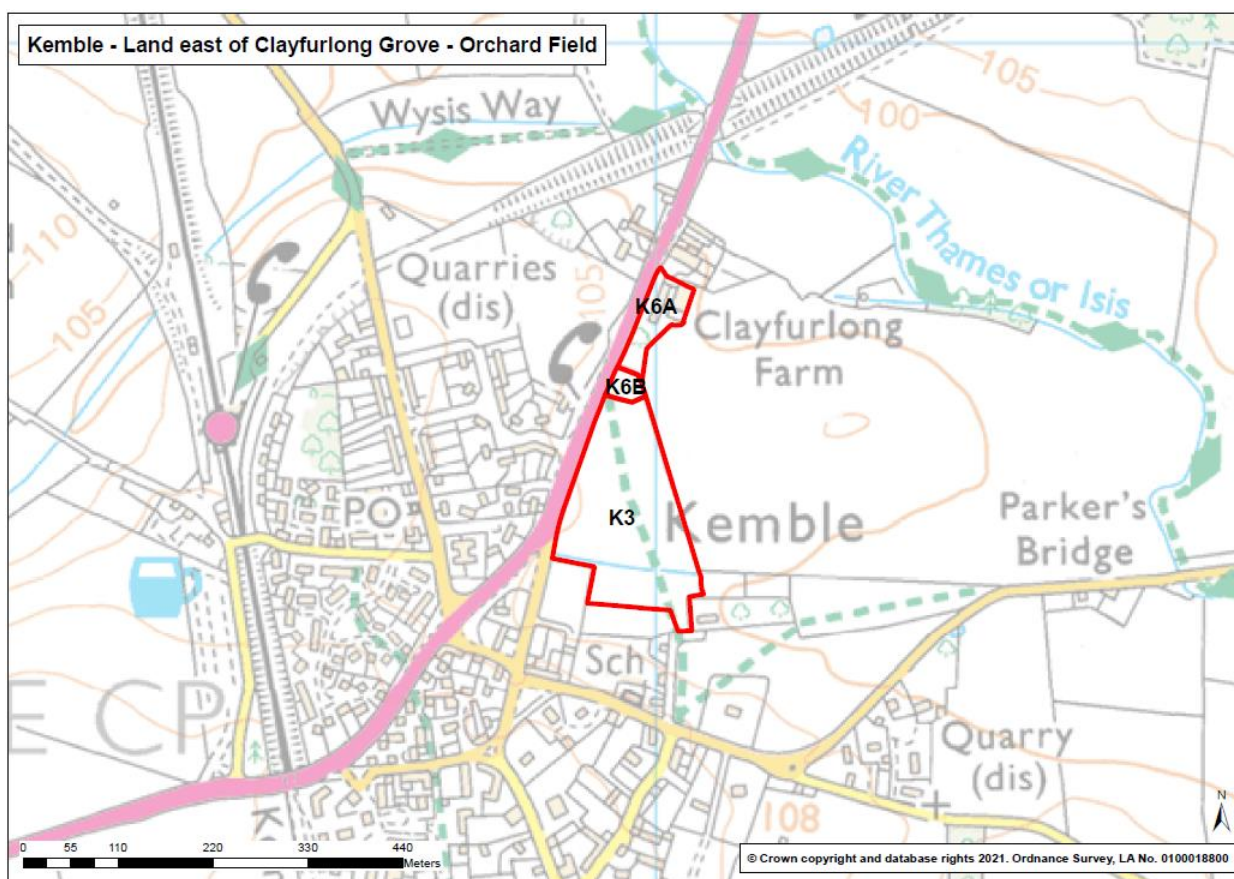 Kemble - Land east of Clayfurlong Grove - Orchard Field
105
100
Wysis Way
River Thames or Isis
110
105
Quarries
(dis)
105
K6A
Clayfurlong
Farm
K6B
PO
K3
Kemble
Parker's
Bridge
Sch
E CP
Quarry
(dis)
108
N
0 55 110 220 330 440
Meters
© Crown copyright and database rights 2021. Ordnance Survey, LA No. 0100018800